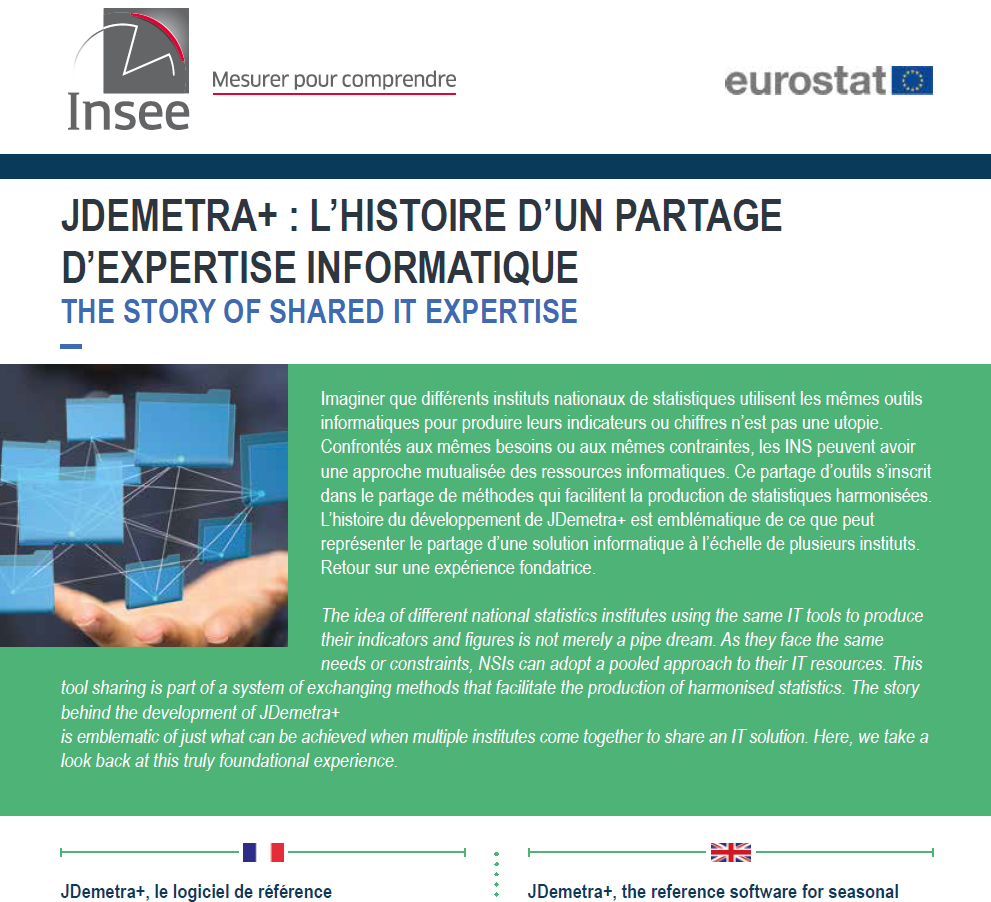 Insee
Mesurer pour comprendre
eurostat
JDEMETRA+ : L’HISTOIRE D’UN PARTAGE
D’EXPERTISE INFORMATIQUE
THE STORY OF SHARED IT EXPERTISE
Imaginer que différents instituts nationaux de statistiques utilisent les mêmes outils
informatiques pour produire leurs indicateurs ou chiffres n’est pas une utopie.
Confrontés aux mêmes besoins ou aux mêmes contraintes, les INS peuvent avoir
une approche mutualisée des ressources informatiques. Ce partage d’outils s’inscrit
dans le partage de méthodes qui facilitent la production de statistiques harmonisées.
L’histoire du développement de JDemetra+ est emblématique de ce que peut
représenter le partage d’une solution informatique à l’échelle de plusieurs instituts.
Retour sur une expérience fondatrice.
The idea of different national statistics institutes using the same IT tools to produce
their indicators and figures is not merely a pipe dream. As they face the same
needs or constraints, NSIs can adopt a pooled approach to their IT resources. This
tool sharing is part of a system of exchanging methods that facilitate the production of harmonised statistics. The story
behind the development of JDemetra+
is emblematic of just what can be achieved when multiple institutes come together to share an IT solution. Here, we take a
look back at this truly foundational experience.
JDemetra+, le logiciel de référence
JDemetra+, the reference software for seasonal